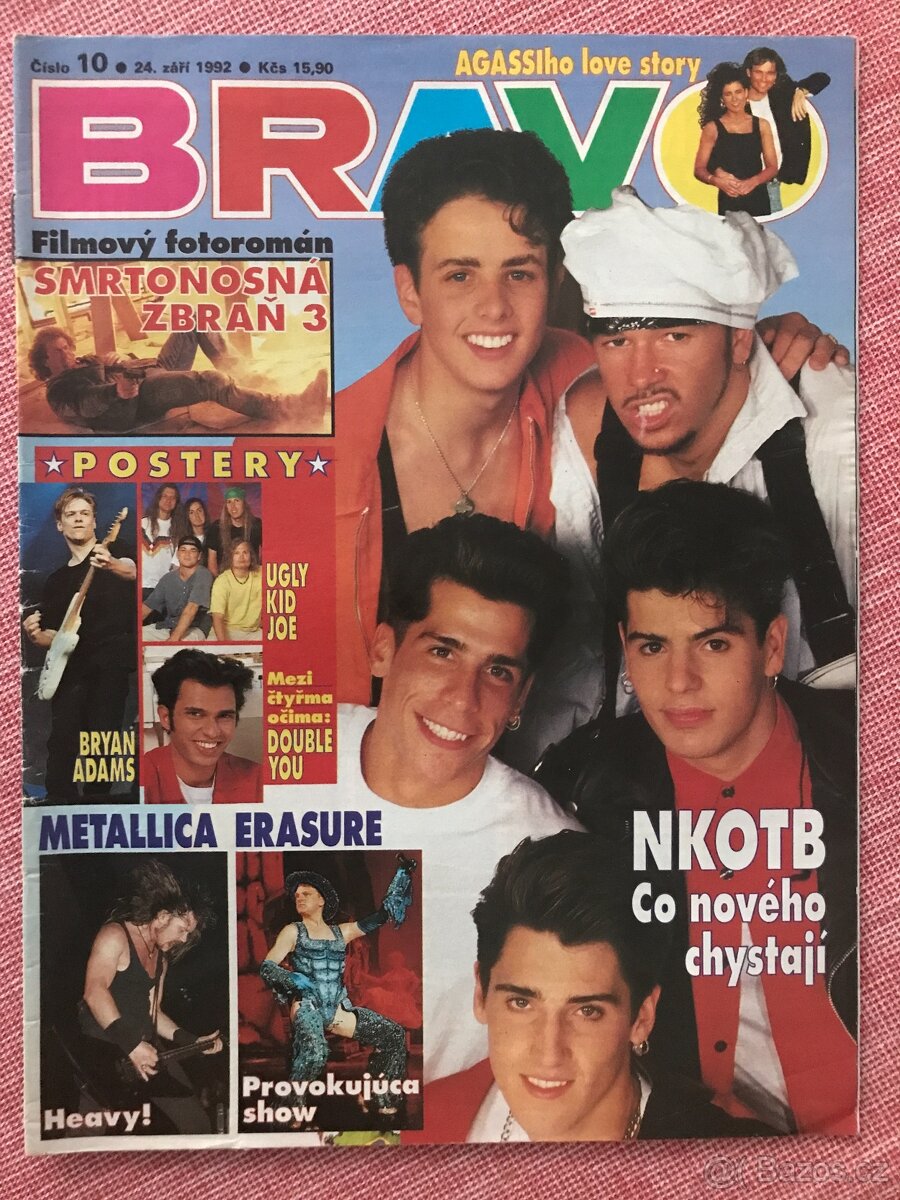 Číslo 10 ● 24. září 1992 ● Kčs 15,90
AGASSIho love story
BRAVO
Filmový fotoromán
SMRTONOSNÁ
ZBRAŇ 3
★POSTERY★
UGLY
KID
JOE
Mezi
čtyřma
očima:
DOUBLE
YOU
BRYAN
ADAMS
METALLICA ERASURE
NKOTB
Co nového
chystají
Heavy!
Provokujúca
show
Bazos.cz